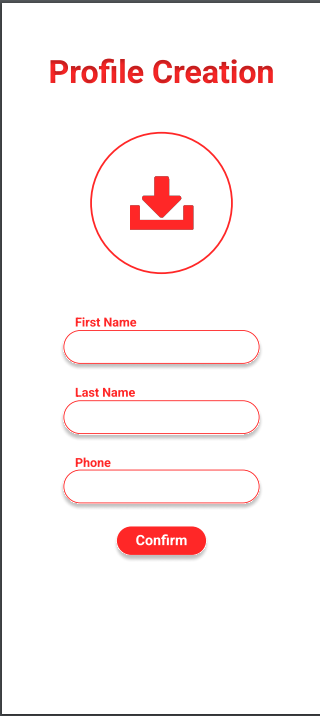 Profile Creation
First Name
Last Name
Phone
Confirm